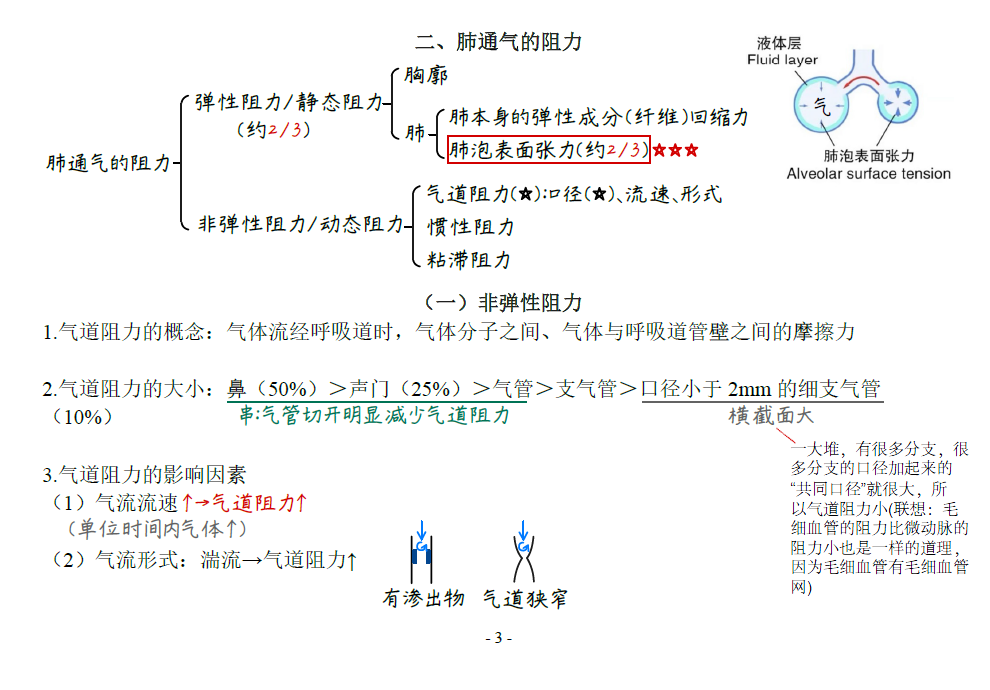 二、肺通气的阻力
液体层
Fluid layer
气
肺泡表面张力
Alveolar surface tension
肺通气的阻力
弹性阻力/静态阻力
(约2/3)
胸廓
肺
肺本身的弹性成分(纤维)回缩力
肺泡表面张力(约2/3)★★★
非弹性阻力/动态阻力
气道阻力(★):口径(★)、流速、形式
惯性阻力
粘滞阻力
（一）非弹性阻力
1.气道阻力的概念：气体流经呼吸道时，气体分子之间、气体与呼吸道管壁之间的摩擦力
2.气道阻力的大小：鼻（50%）＞声门（25%）＞气管＞支气管＞口径小于 2mm 的细支气管
（10%）
串:气管切开明显减少气道阻力
横截面大
一大堆，有很多分支，很
多分支的口径加起来的
“共同口径”就很大，所
以气道阻力小(联想：毛
细血管的阻力比微动脉的
阻力小也是一样的道理，
因为毛细血管有毛细血管
网)
3.气道阻力的影响因素
（1）气流流速↑→气道阻力↑
（单位时间内气体↑）
（2）气流形式：湍流→气道阻力↑
有渗出物
气道狭窄
- 3 -